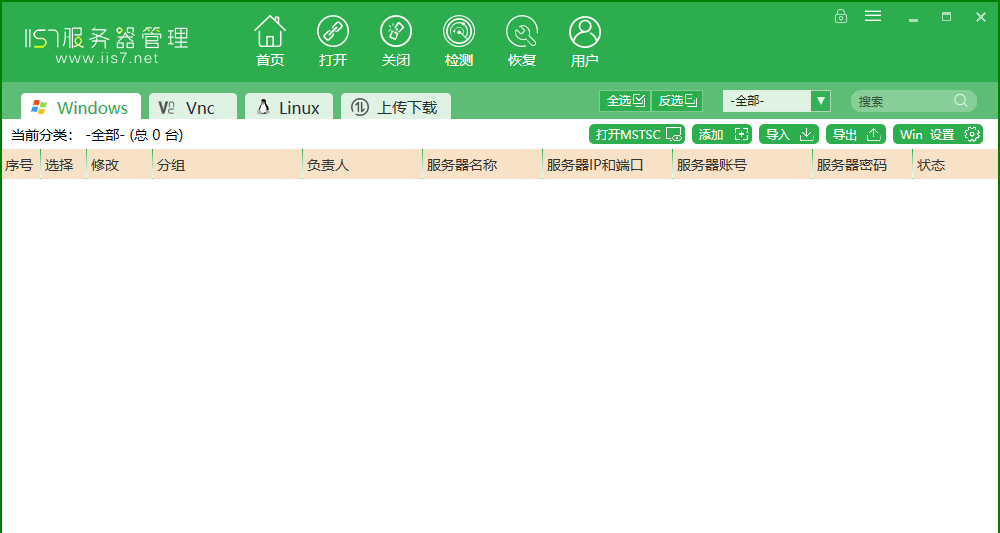 IIS7服务器管理
www.iis7.net
首页 打开 关闭 检测 恢复 用户
Windows Vnc Linux 上传下载 全选 反选 -全部- 搜索
当前分类： -全部- (总 0 台) 打开MSTSC 添加 导入 导出 Win 设置
序号 选择 修改 分组 负责人 服务器名称 服务器IP和端口 服务器账号 服务器密码 状态